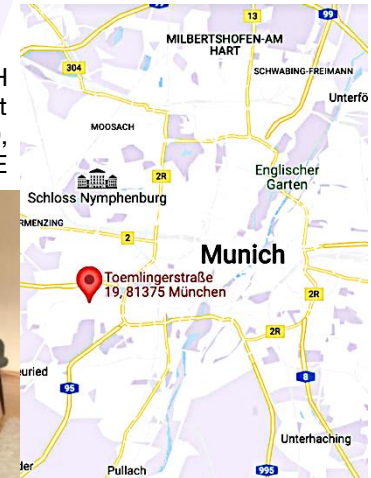 13
99
MILBERTSHOFEN-AM
HART
304
SCHWABING-FREIMANN
H
t
Unterfö
MOOSACH
),
E
2R
Englischer
Garten
Schloss Nymphenburg
RMENZING
2
Munich
Toemlingerstraße
19, 81375 München
2R
2R
euried
95
8
Unterhaching
der
Pullach
995